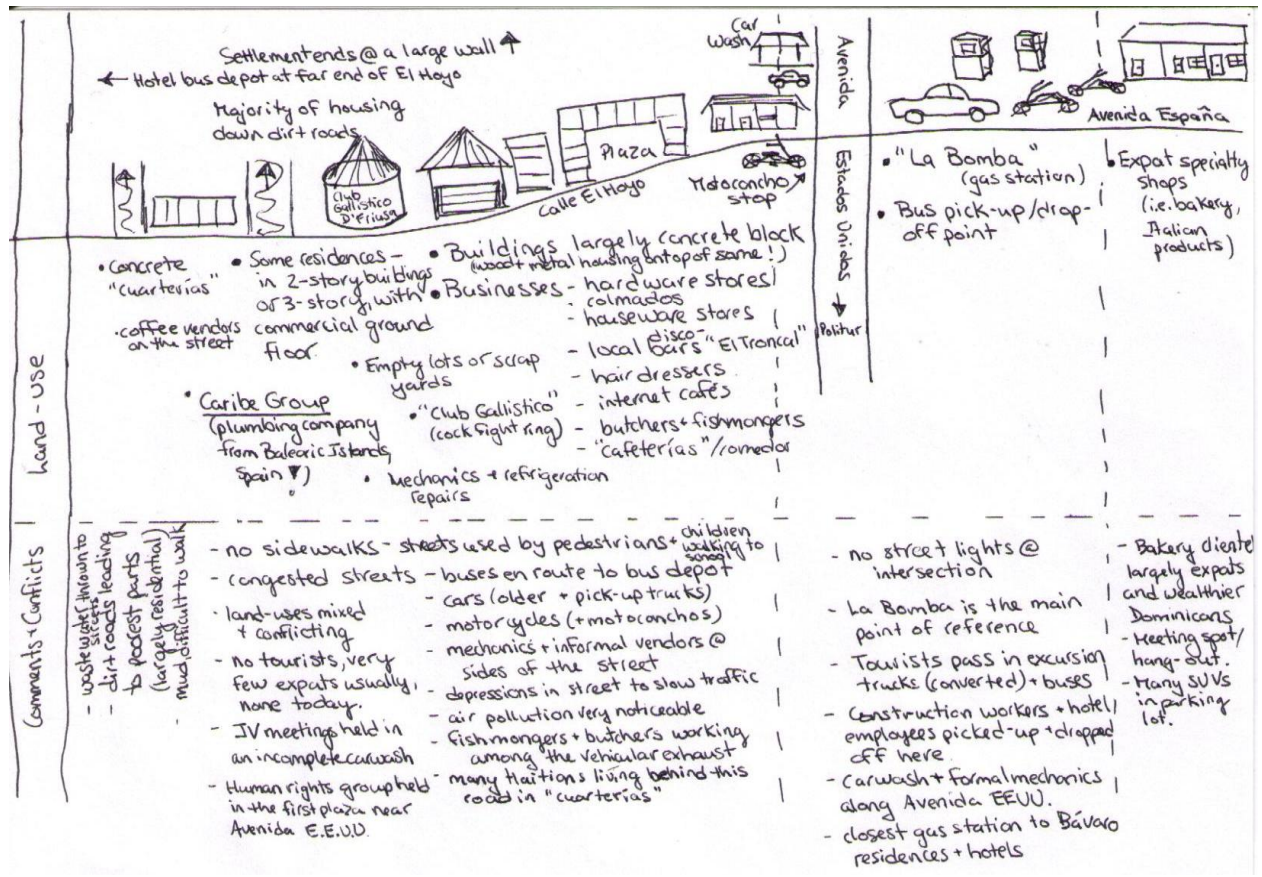 Settlement ends @ a large wall
Hotel bus depot at far end of El Hoyo
Majority of housing
down dirt roads
Club
Gallistico
D'Friusa
Plaza
Calle El Hoyo
Car
Wash
Motoconcho
stop
Avenida
Estados Unidos
Politur
Avenida España
Land-use
• Concrete
"cuarterías"
• coffee vendors
on the street
• Some residences -
in 2-story buildings
or 3-story, with
commercial ground
floor.
• Buildings largely concrete block
(wood + metal housing on top of some!)
• Businesses - hardware stores
- colmados
- houseware stores
- local disco-bars "El Troncal"
- hair dressers
- internet cafés
- butchers + fishmongers
- "cafeterías"/comedor
• Empty lots or scrap
yards
• "Club Gallistico"
(cock fight ring)
• Caribe Group
(plumbing company
from Balearic Islands,
Spain!)
• Mechanics + refrigeration
repairs
• "La Bomba"
(gas station)
• Bus pick-up/drop-
off point
• Expat specialty
shops
(i.e. bakery,
Italian
products)
Comments + Conflicts
- wastewater thrown to
streets
- dirt roads leading
to poorest parts
(largely residential)
- mud, difficult to walk
- no sidewalks - streets used by pedestrians + children
walking to
school
- congested streets
- land-uses mixed
+ conflicting
- no tourists, very
few expats usually,
none today.
- JV meetings held in
an incomplete carwash
- Human rights group held
in the first plaza near
Avenida E.E.U.U.
- buses en route to bus depot
- cars (older + pick-up trucks)
- motorcycles (+ motoconchos)
- mechanics + informal vendors @
sides of the street
- depressions in street to slow traffic
- air pollution very noticeable
- fishmongers + butchers working
among the vehicular exhaust
- many Haitians living behind this
road in "cuarterías"
- no street lights @
intersection
- La Bomba is the main
point of reference
- Tourists pass in excursion
trucks (converted) + buses
- Construction workers + hotel
employees picked-up + dropped
off here.
- carwash + formal mechanics
along Avenida EEUU.
- closest gas station to Bávaro
residences + hotels
- Bakery clientel
largely expats
and wealthier
Dominicans
- Meeting spot/
hang-out.
- Many SUVs
in parking
lot.